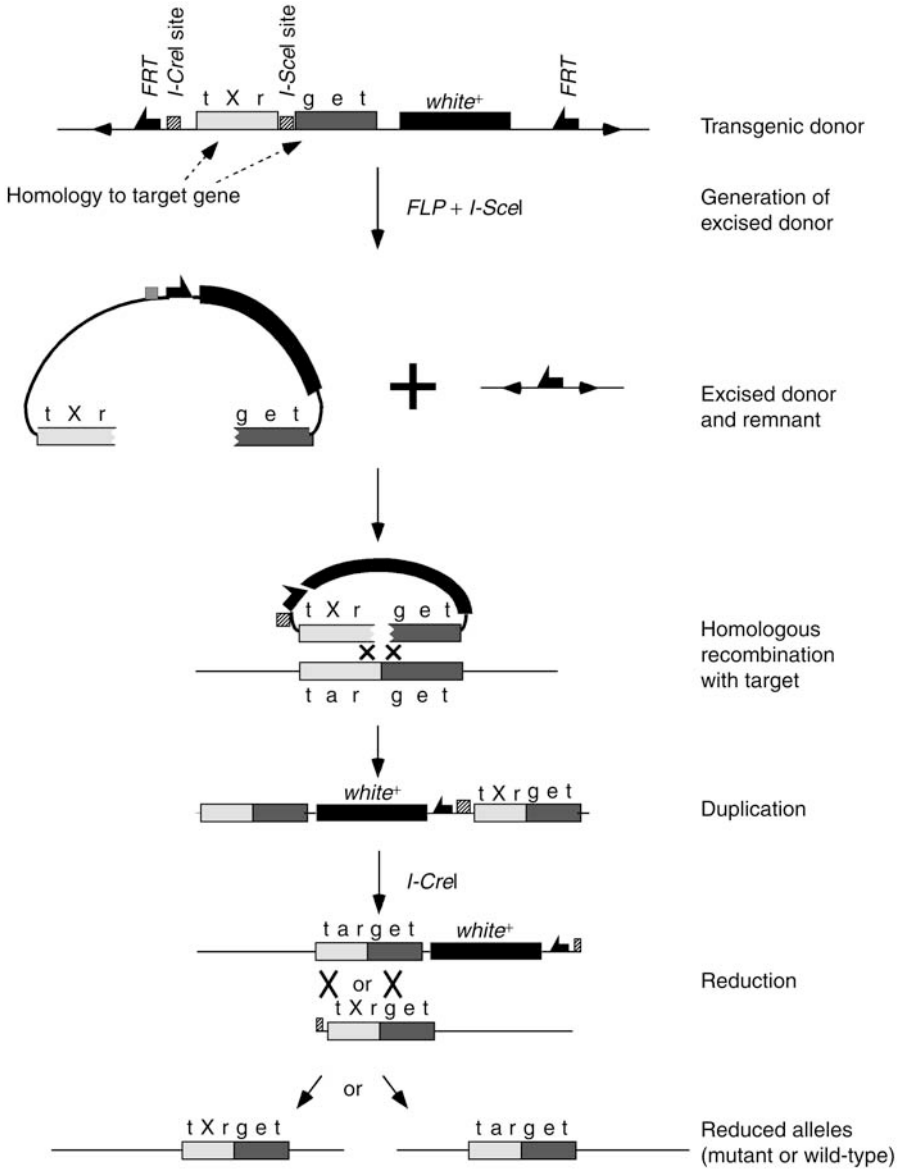 FRT
I-CreI site
I-SceI site
FRT
t X r
g e t
white+
Transgenic donor
Homology to target gene
FLP + I-SceI
Generation of
excised donor
t X r
g e t
+
Excised donor
and remnant
t X r
g e t
t a r
g e t
Homologous
recombination
with target
white+
t X r g e t
Duplication
I-CreI
t a r g e t
white+
or
t X r g e t
Reduction
or
t X r g e t
t a r g e t
Reduced alleles
(mutant or wild-type)